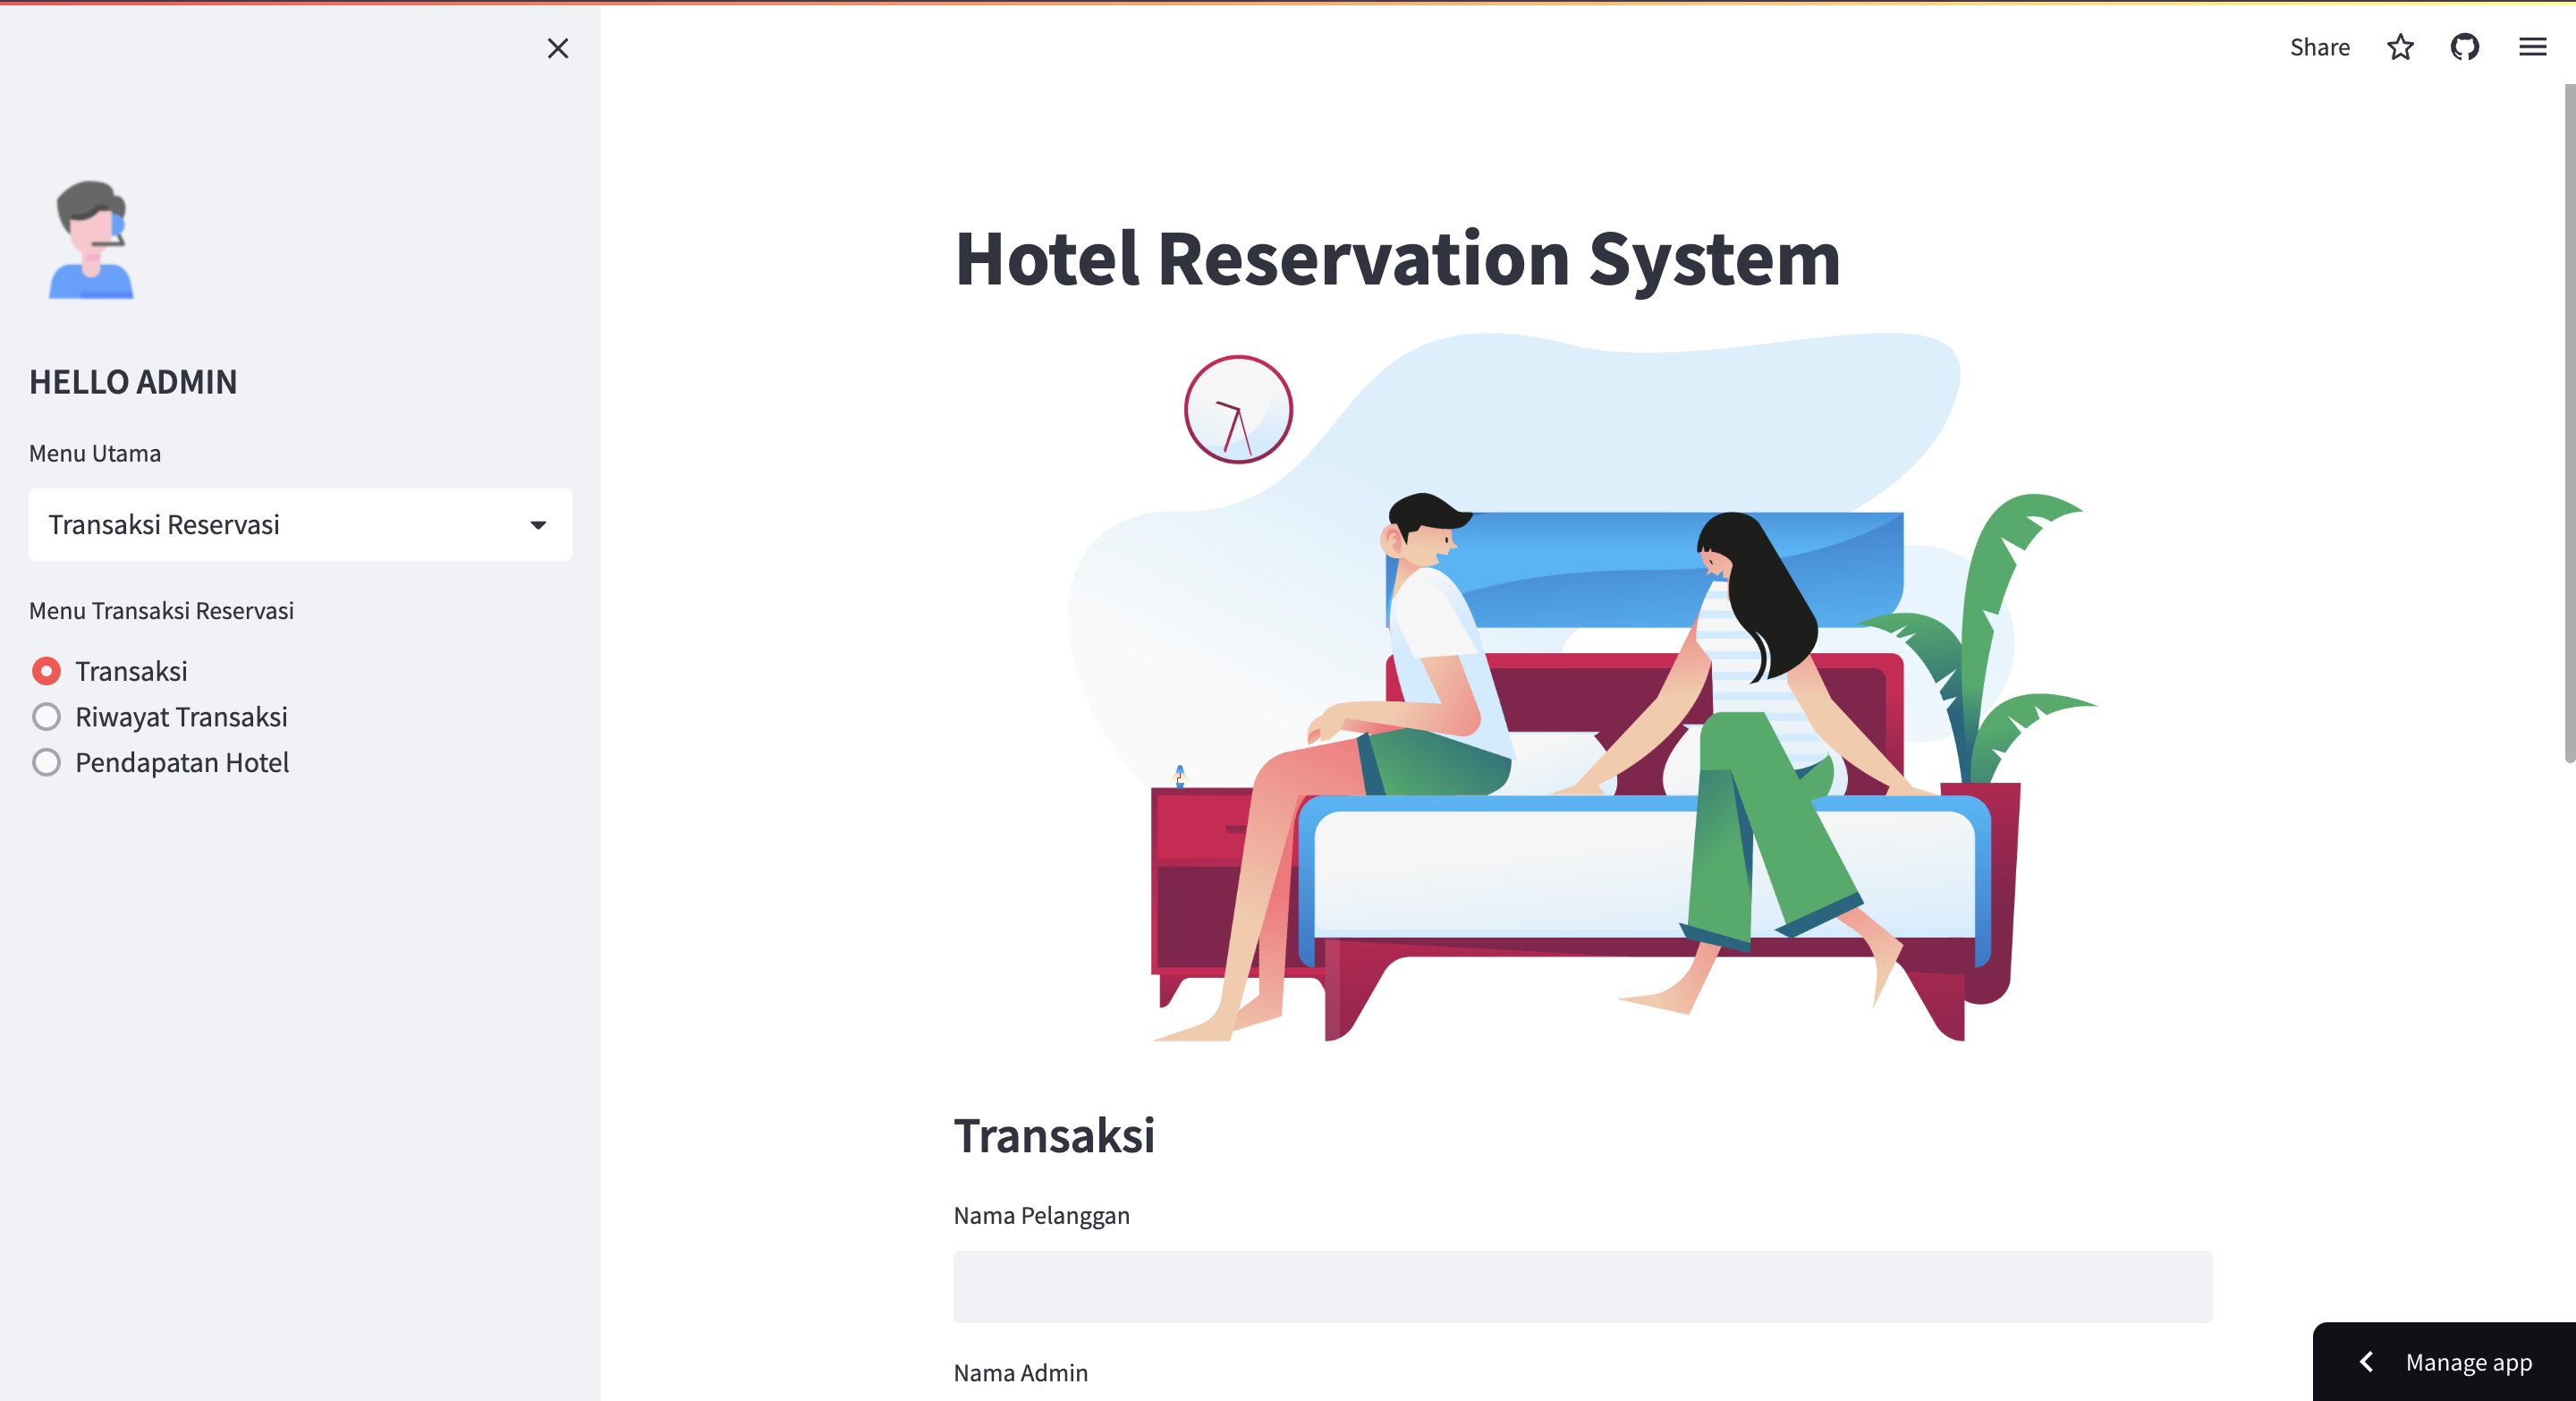 Share
HELLO ADMIN
Menu Utama
Transaksi Reservasi
Menu Transaksi Reservasi
Transaksi
Riwayat Transaksi
Pendapatan Hotel
Hotel Reservation System
Transaksi
Nama Pelanggan
Nama Admin
Manage app